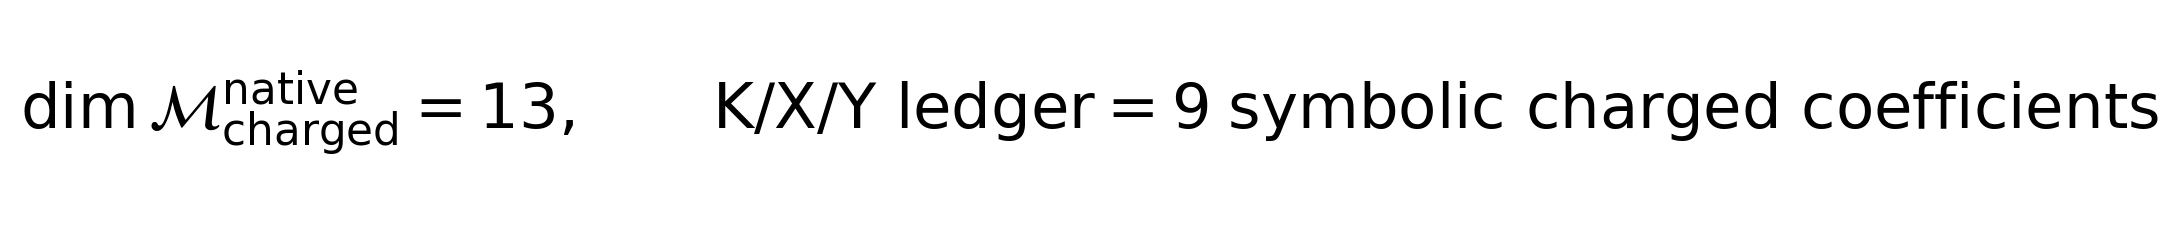 dim ℳ^native_charged = 13, K/X/Y ledger = 9 symbolic charged coefficients